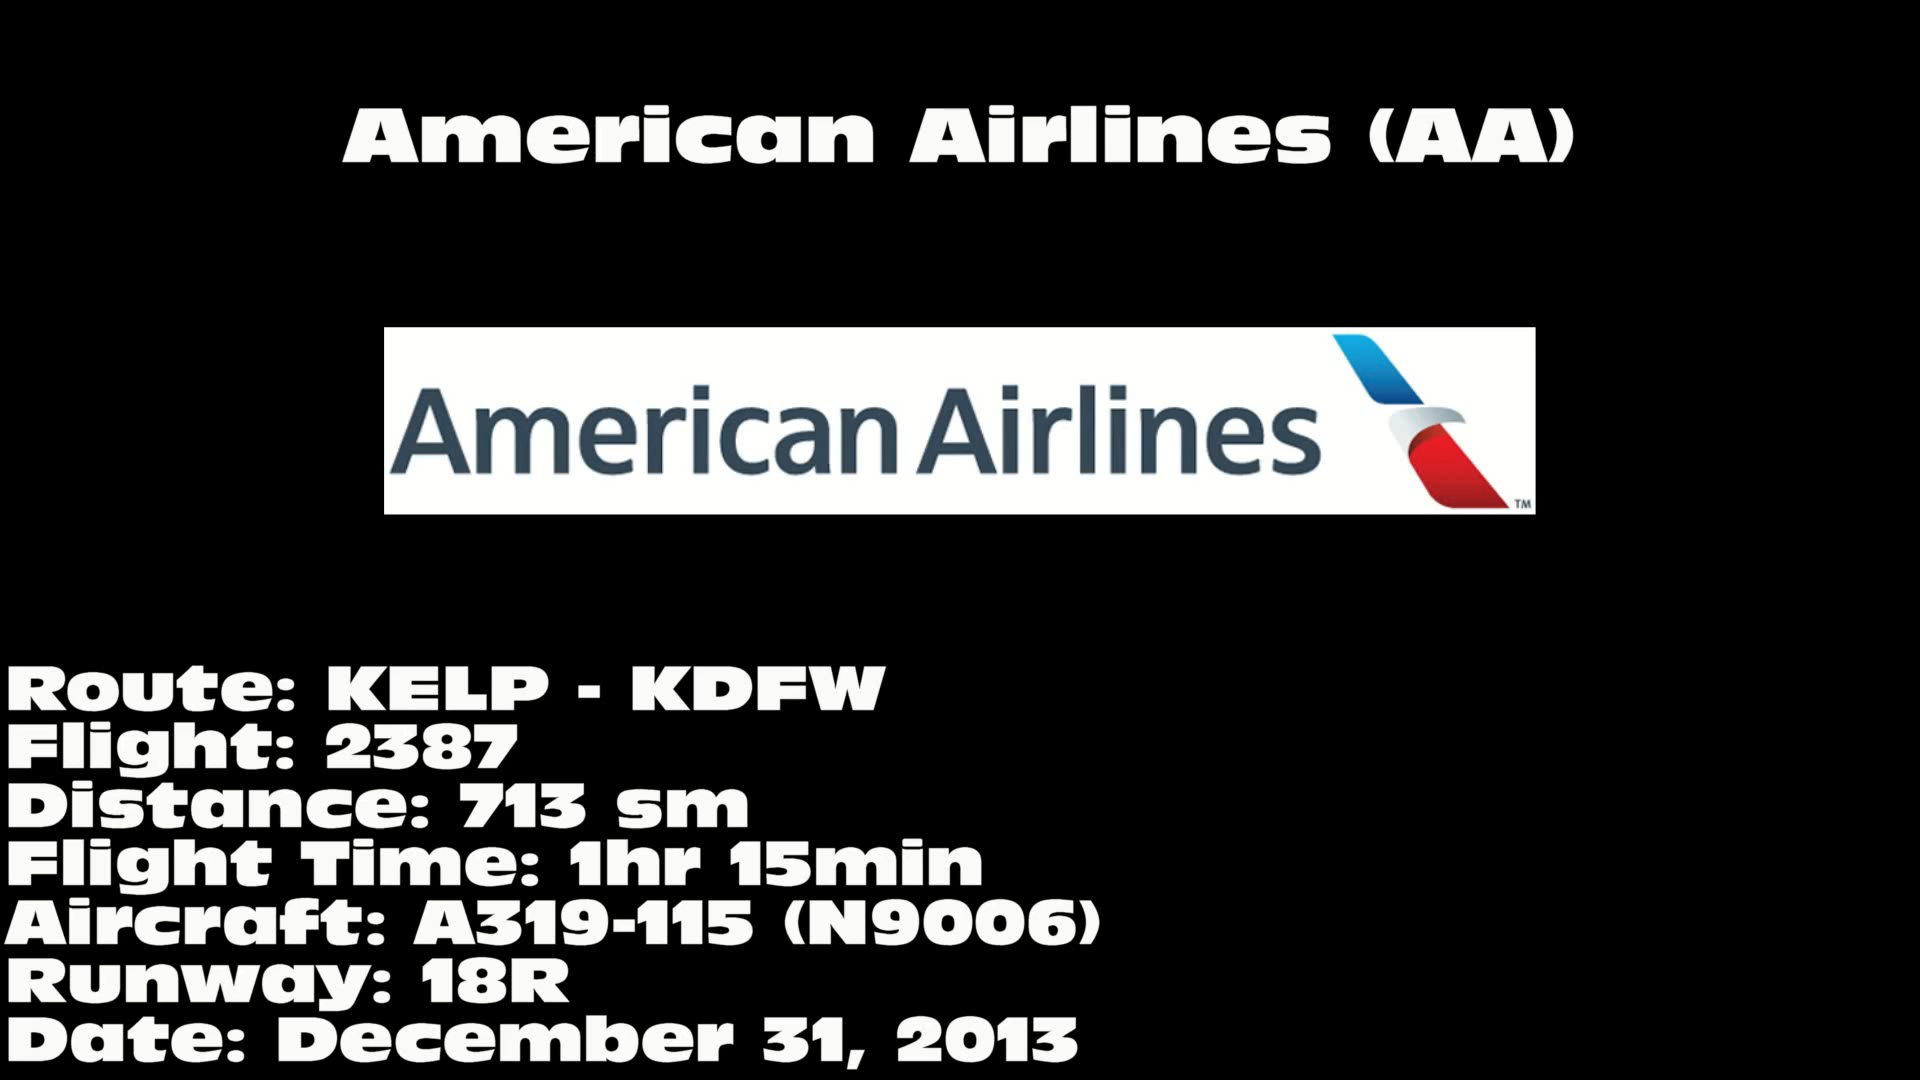 American Airlines (AA)
American Airlines
TM
Route: KELP - KDFW
Flight: 2387
Distance: 713 sm
Flight Time: 1hr 15min
Aircraft: A319-115 (N9006)
Runway: 18R
Date: December 31, 2013